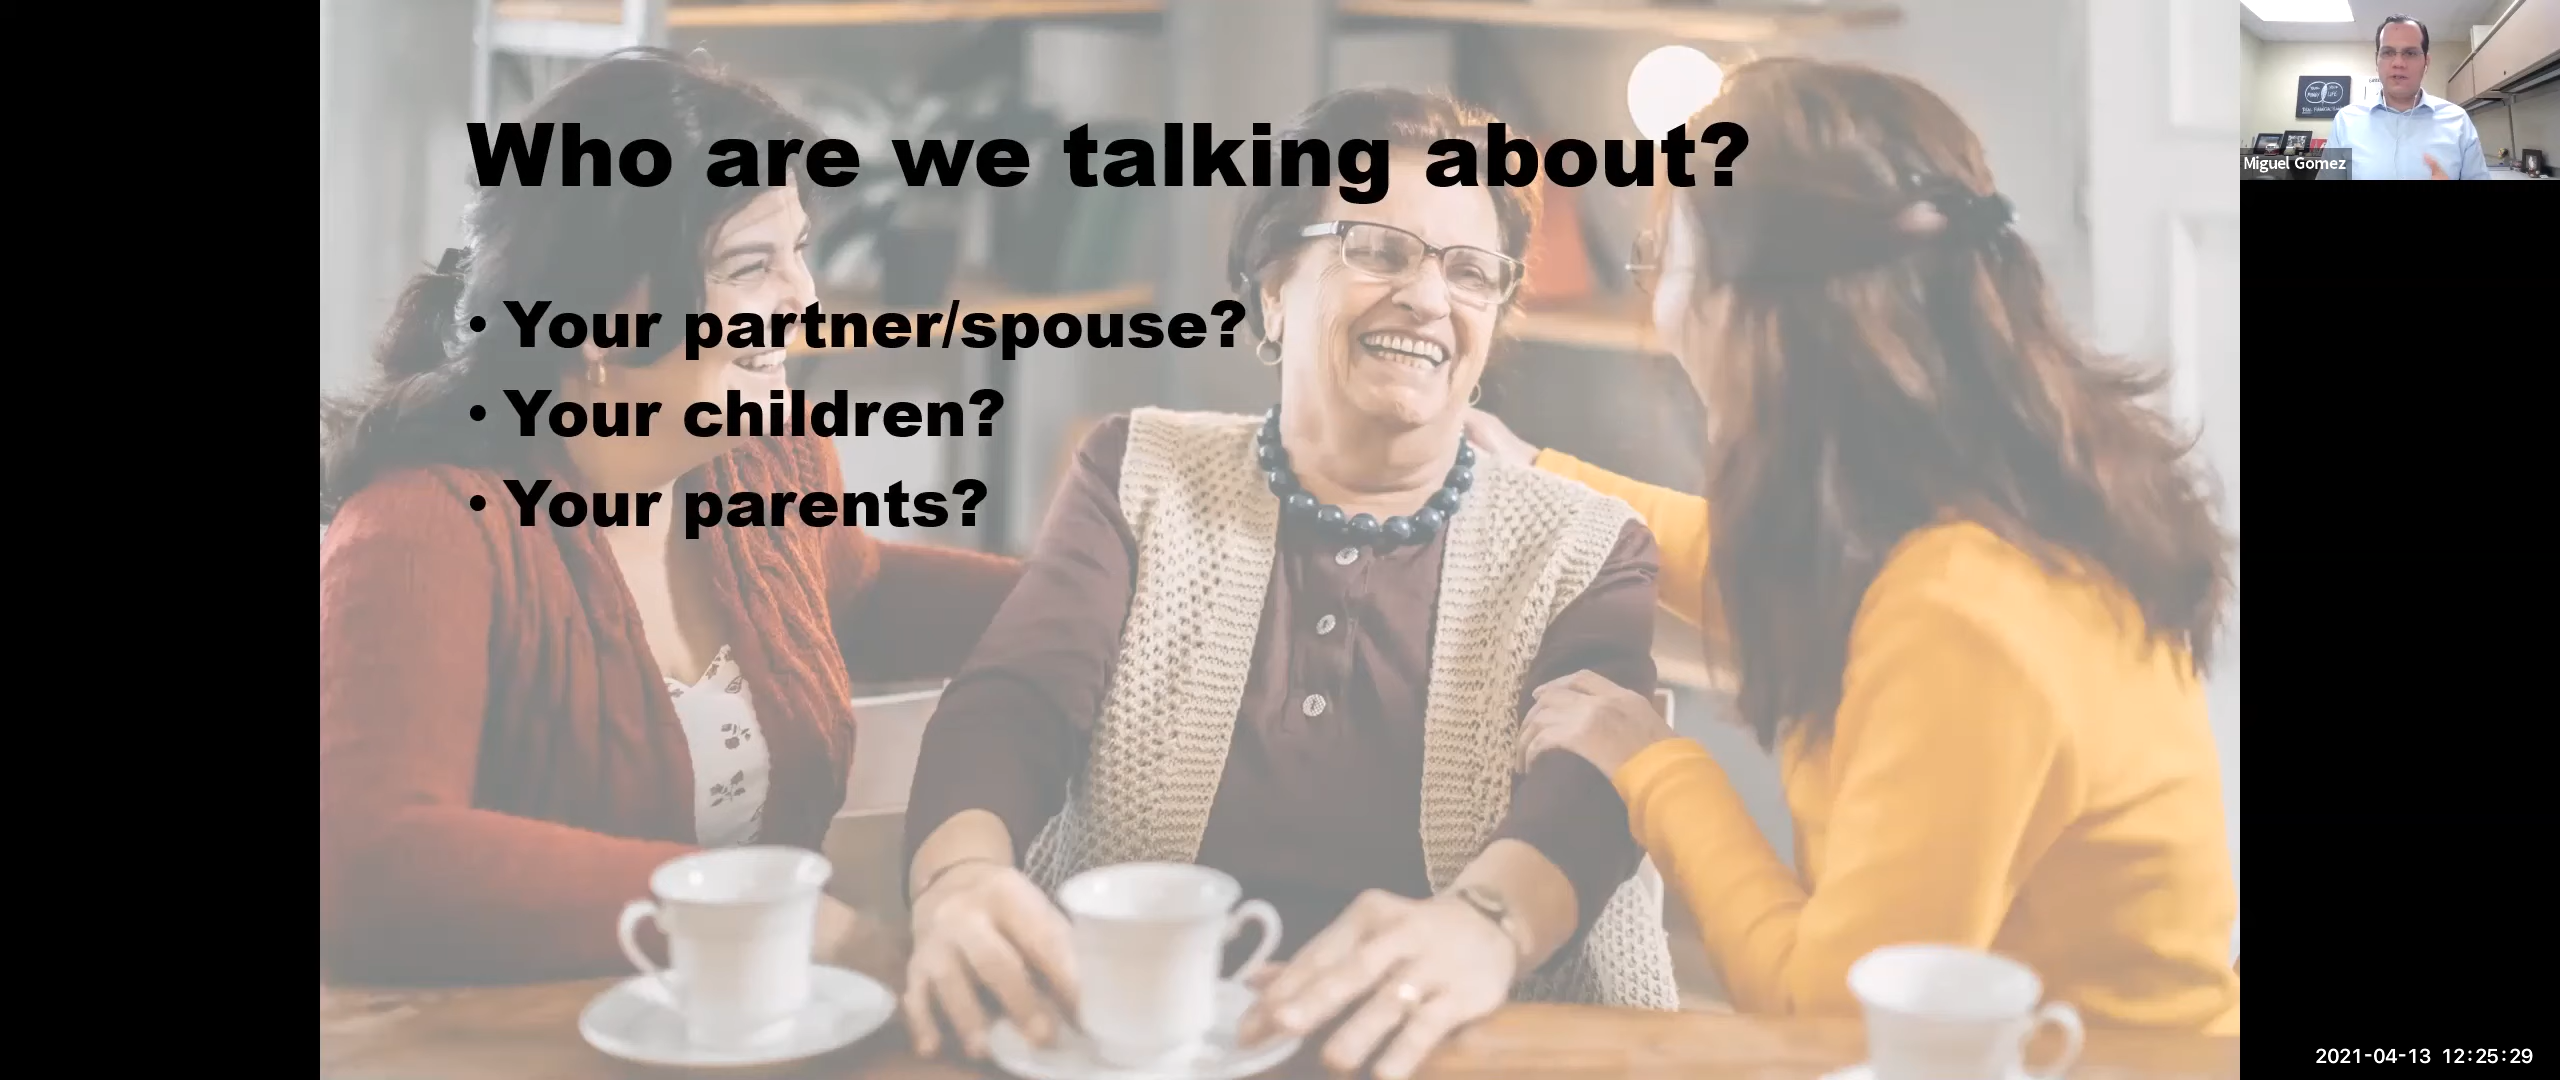 Who are we talking about?
• Your partner/spouse?
• Your children?
• Your parents?
Miguel Gomez
2021-04-13 12:25:29